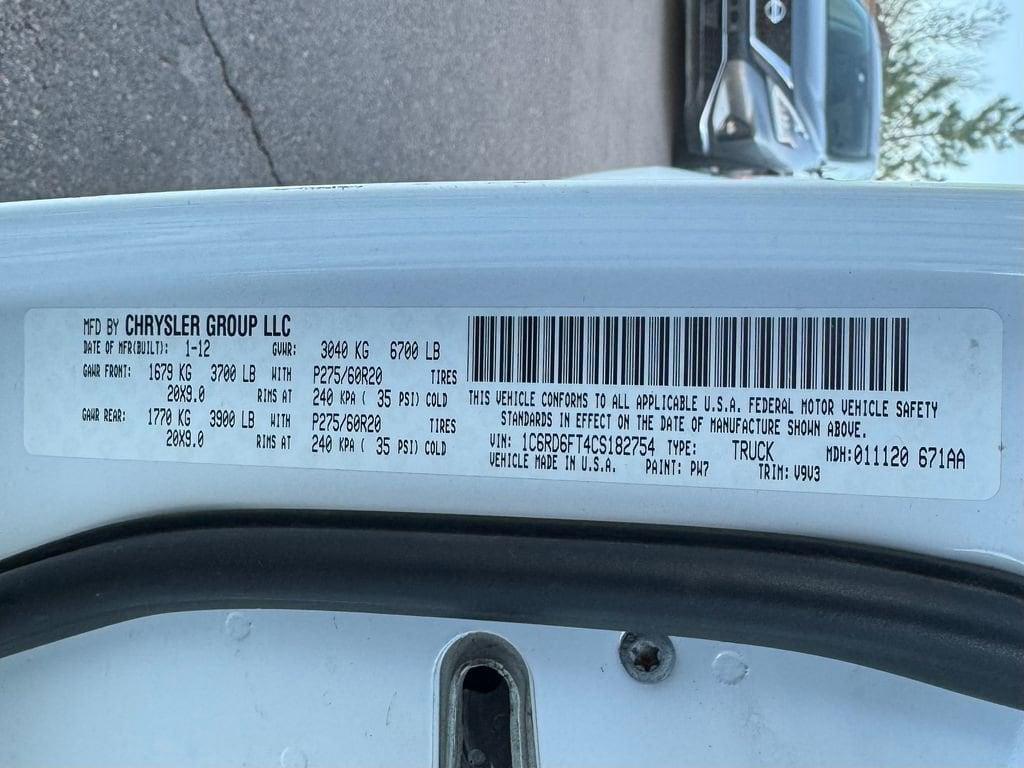 MFD BY CHRYSLER GROUP LLC
DATE OF MFR(BUILT): 1-12 GVWR: 3040 KG 6700 LB
GAWR FRONT: 1679 KG 3700 LB WITH P275/60R20 TIRES
20X9.0 RIMS AT 240 KPA ( 35 PSI) COLD
GAWR REAR: 1770 KG 3900 LB WITH P275/60R20 TIRES
20X9.0 RIMS AT 240 KPA ( 35 PSI) COLD
THIS VEHICLE CONFORMS TO ALL APPLICABLE U.S.A. FEDERAL MOTOR VEHICLE SAFETY
STANDARDS IN EFFECT ON THE DATE OF MANUFACTURE SHOWN ABOVE.
VIN: 1C6RD6FT4CS182754 TYPE: TRUCK MDH: 011120 671AA
VEHICLE MADE IN U.S.A. PAINT: PW7 TRIM: V9V3